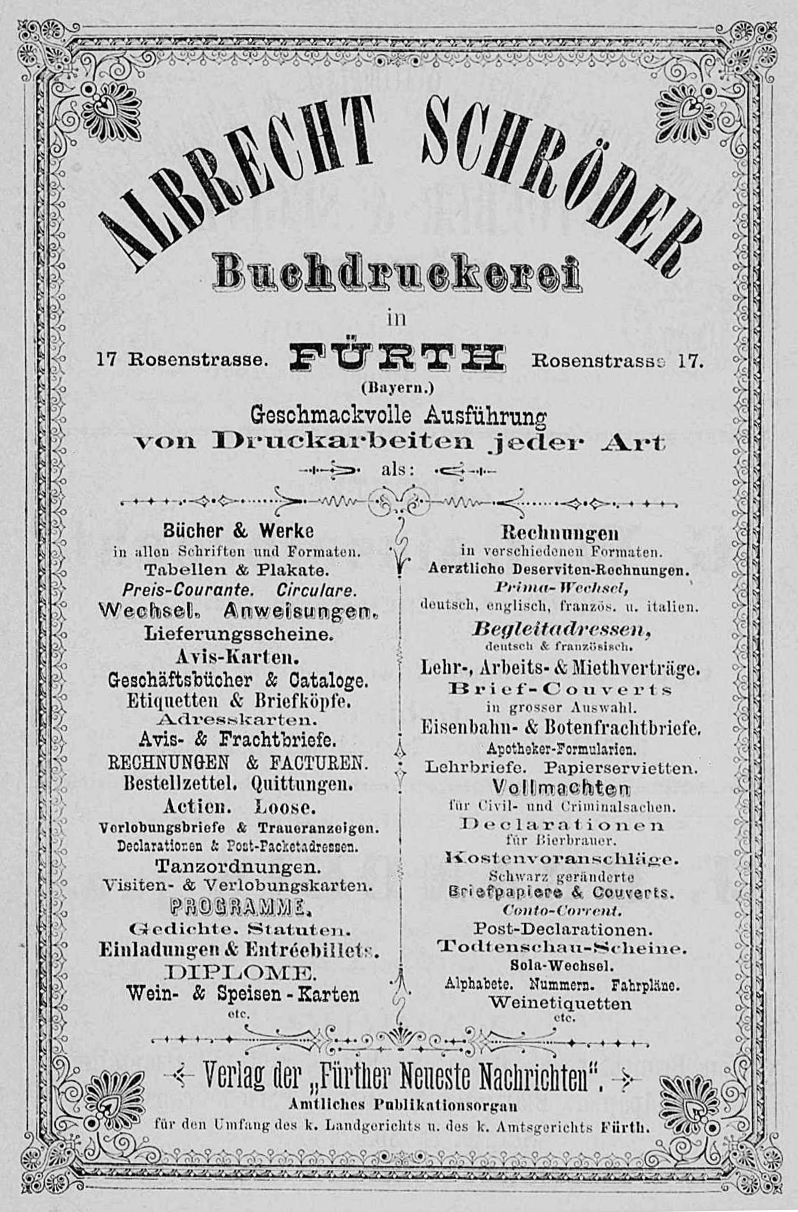 ALBRECHT SCHRÖDER
Buchdruckerei
in
17 Rosenstrasse. FÜRTH Rosenstrasse 17.
(Bayern.)
Geschmackvolle Ausführung
von Druckarbeiten jeder Art
als:
Bücher & Werke
in allen Schriften und Formaten.
Tabellen & Plakate.
Preis-Courante. Circulare.
Wechsel. Anweisungen.
Lieferungsscheine.
Avis-Karten.
Geschäftsbücher & Cataloge.
Etiquetten & Briefköpfe.
Adresskarten.
Avis- & Frachtbriefe.
RECHNUNGEN & FACTUREN.
Bestellzettel. Quittungen.
Actien. Loose.
Verlobungsbriefe & Traueranzeigen.
Declarationen & Post-Packetadressen.
Tanzordnungen.
Visiten- & Verlobungskarten.
PROGRAMME.
Gedichte. Statuten.
Einladungen & Entréebillets.
DIPLOME.
Wein- & Speisen-Karten
etc.
Rechnungen
in verschiedenen Formaten.
Aerztliche Deserviten-Rechnungen.
Prima-Wechsel,
deutsch, englisch, französ. u. italien.
Begleitadressen,
deutsch & französisch.
Lehr-, Arbeits- & Miethverträge.
Brief-Couverts
in grosser Auswahl.
Eisenbahn- & Botenfrachtbriefe.
Apotheker-Formularien.
Lehrbriefe. Papierservietten.
Vollmachten
für Civil- und Criminalsachen.
Declarationen
für Bierbrauer.
Kostenvoranschläge.
Schwarz geränderte
Briefpapiere & Couverts.
Conto-Corrent.
Post-Declarationen.
Todtenschau-Scheine.
Sola-Wechsel.
Alphabete. Nummern. Fahrpläne.
Weinetiquetten
etc.
Verlag der „Fürther Neueste Nachrichten“.
Amtliches Publikationsorgan
für den Umfang des k. Landgerichts u. des k. Amtsgerichts Fürth.